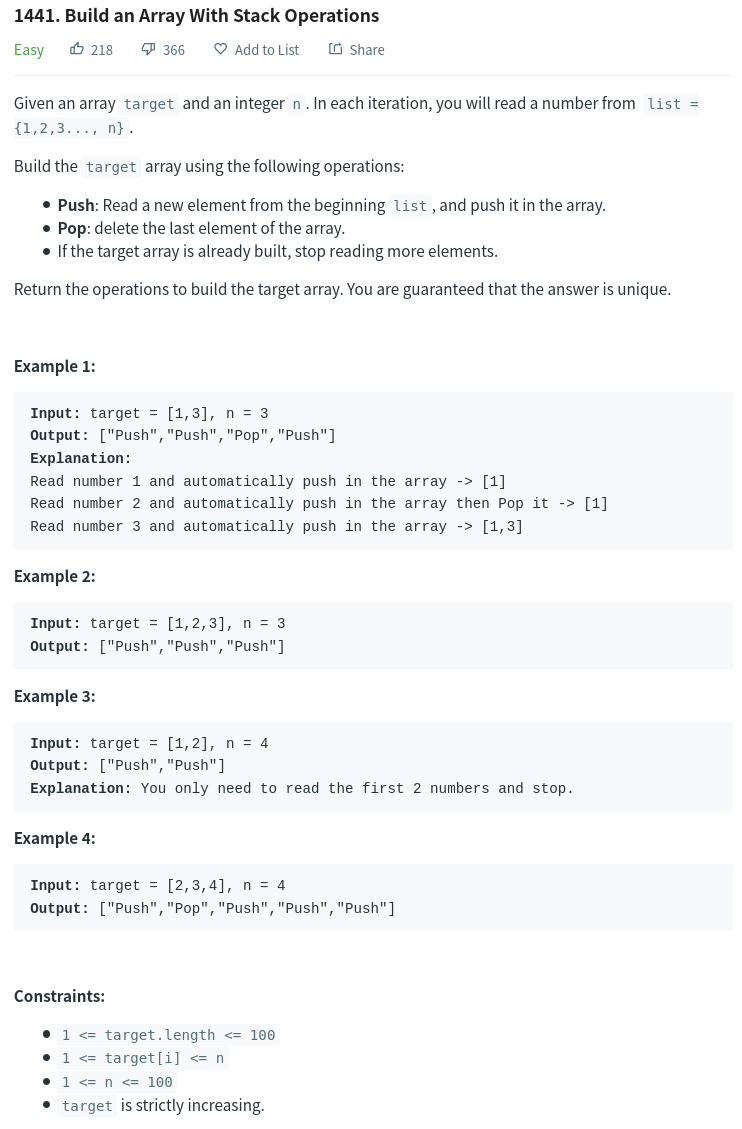 1441. Build an Array With Stack Operations
Easy 218 366 Add to List Share
Given an array target and an integer n. In each iteration, you will read a number from list =
{1,2,3..., n}.
Build the target array using the following operations:
• Push: Read a new element from the beginning list, and push it in the array.
• Pop: delete the last element of the array.
• If the target array is already built, stop reading more elements.
Return the operations to build the target array. You are guaranteed that the answer is unique.
Example 1:
Input: target = [1,3], n = 3
Output: ["Push","Push","Pop","Push"]
Explanation:
Read number 1 and automatically push in the array -> [1]
Read number 2 and automatically push in the array then Pop it -> [1]
Read number 3 and automatically push in the array -> [1,3]
Example 2:
Input: target = [1,2,3], n = 3
Output: ["Push","Push","Push"]
Example 3:
Input: target = [1,2], n = 4
Output: ["Push","Push"]
Explanation: You only need to read the first 2 numbers and stop.
Example 4:
Input: target = [2,3,4], n = 4
Output: ["Push","Pop","Push","Push","Push"]
Constraints:
• 1 <= target.length <= 100
• 1 <= target[i] <= n
• 1 <= n <= 100
• target is strictly increasing.